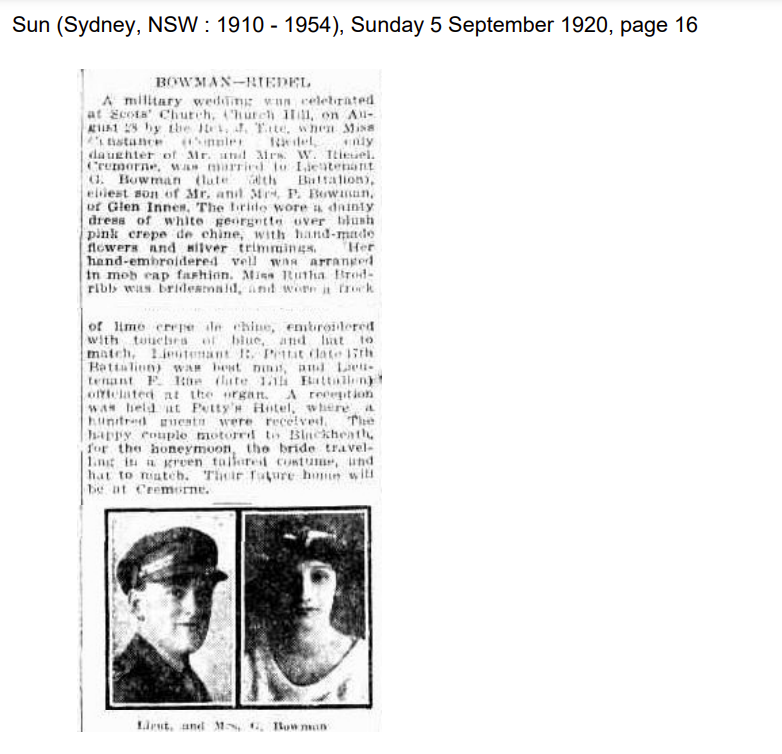 Sun (Sydney, NSW : 1910 - 1954), Sunday 5 September 1920, page 16
BOWMAN—RIEDEL
A military wedding was celebrated
at Scots' Church, Church Hill, on Au-
gust 28 by the Rev. J. Tate, when Miss
Constance (Connie) Riedel, only
daughter of Mr. and Mrs. W. Riedel,
Cremorne, was married to Lieutenant
G. Bowman (late Battalion),
eldest son of Mr. and Mrs. P. Bowman,
of Glen Innes. The bride wore a dainty
dress of white georgette over blush
pink crepe de chine, with hand-made
flowers and silver trimmings. Her
hand-embroidered veil was arranged
in mob cap fashion. Miss Brod-
ribb was bridesmaid, and wore a frock
of lime crepe de chine, embroidered
with touches of blue, and hat to
match. Lieutenant Pettit (late 17th
Battalion) was best man, and Lieu-
tenant F. Rae (late Battalion)
officiated at the organ. A reception
was held at Petty's Hotel, where a
hundred guests were received. The
happy couple motored to Blackheath,
for the honeymoon, the bride travel-
ling in a green tailored costume, and
hat to match. Their future home will
be at Cremorne.
Lieut. and Mrs. G. Bowman